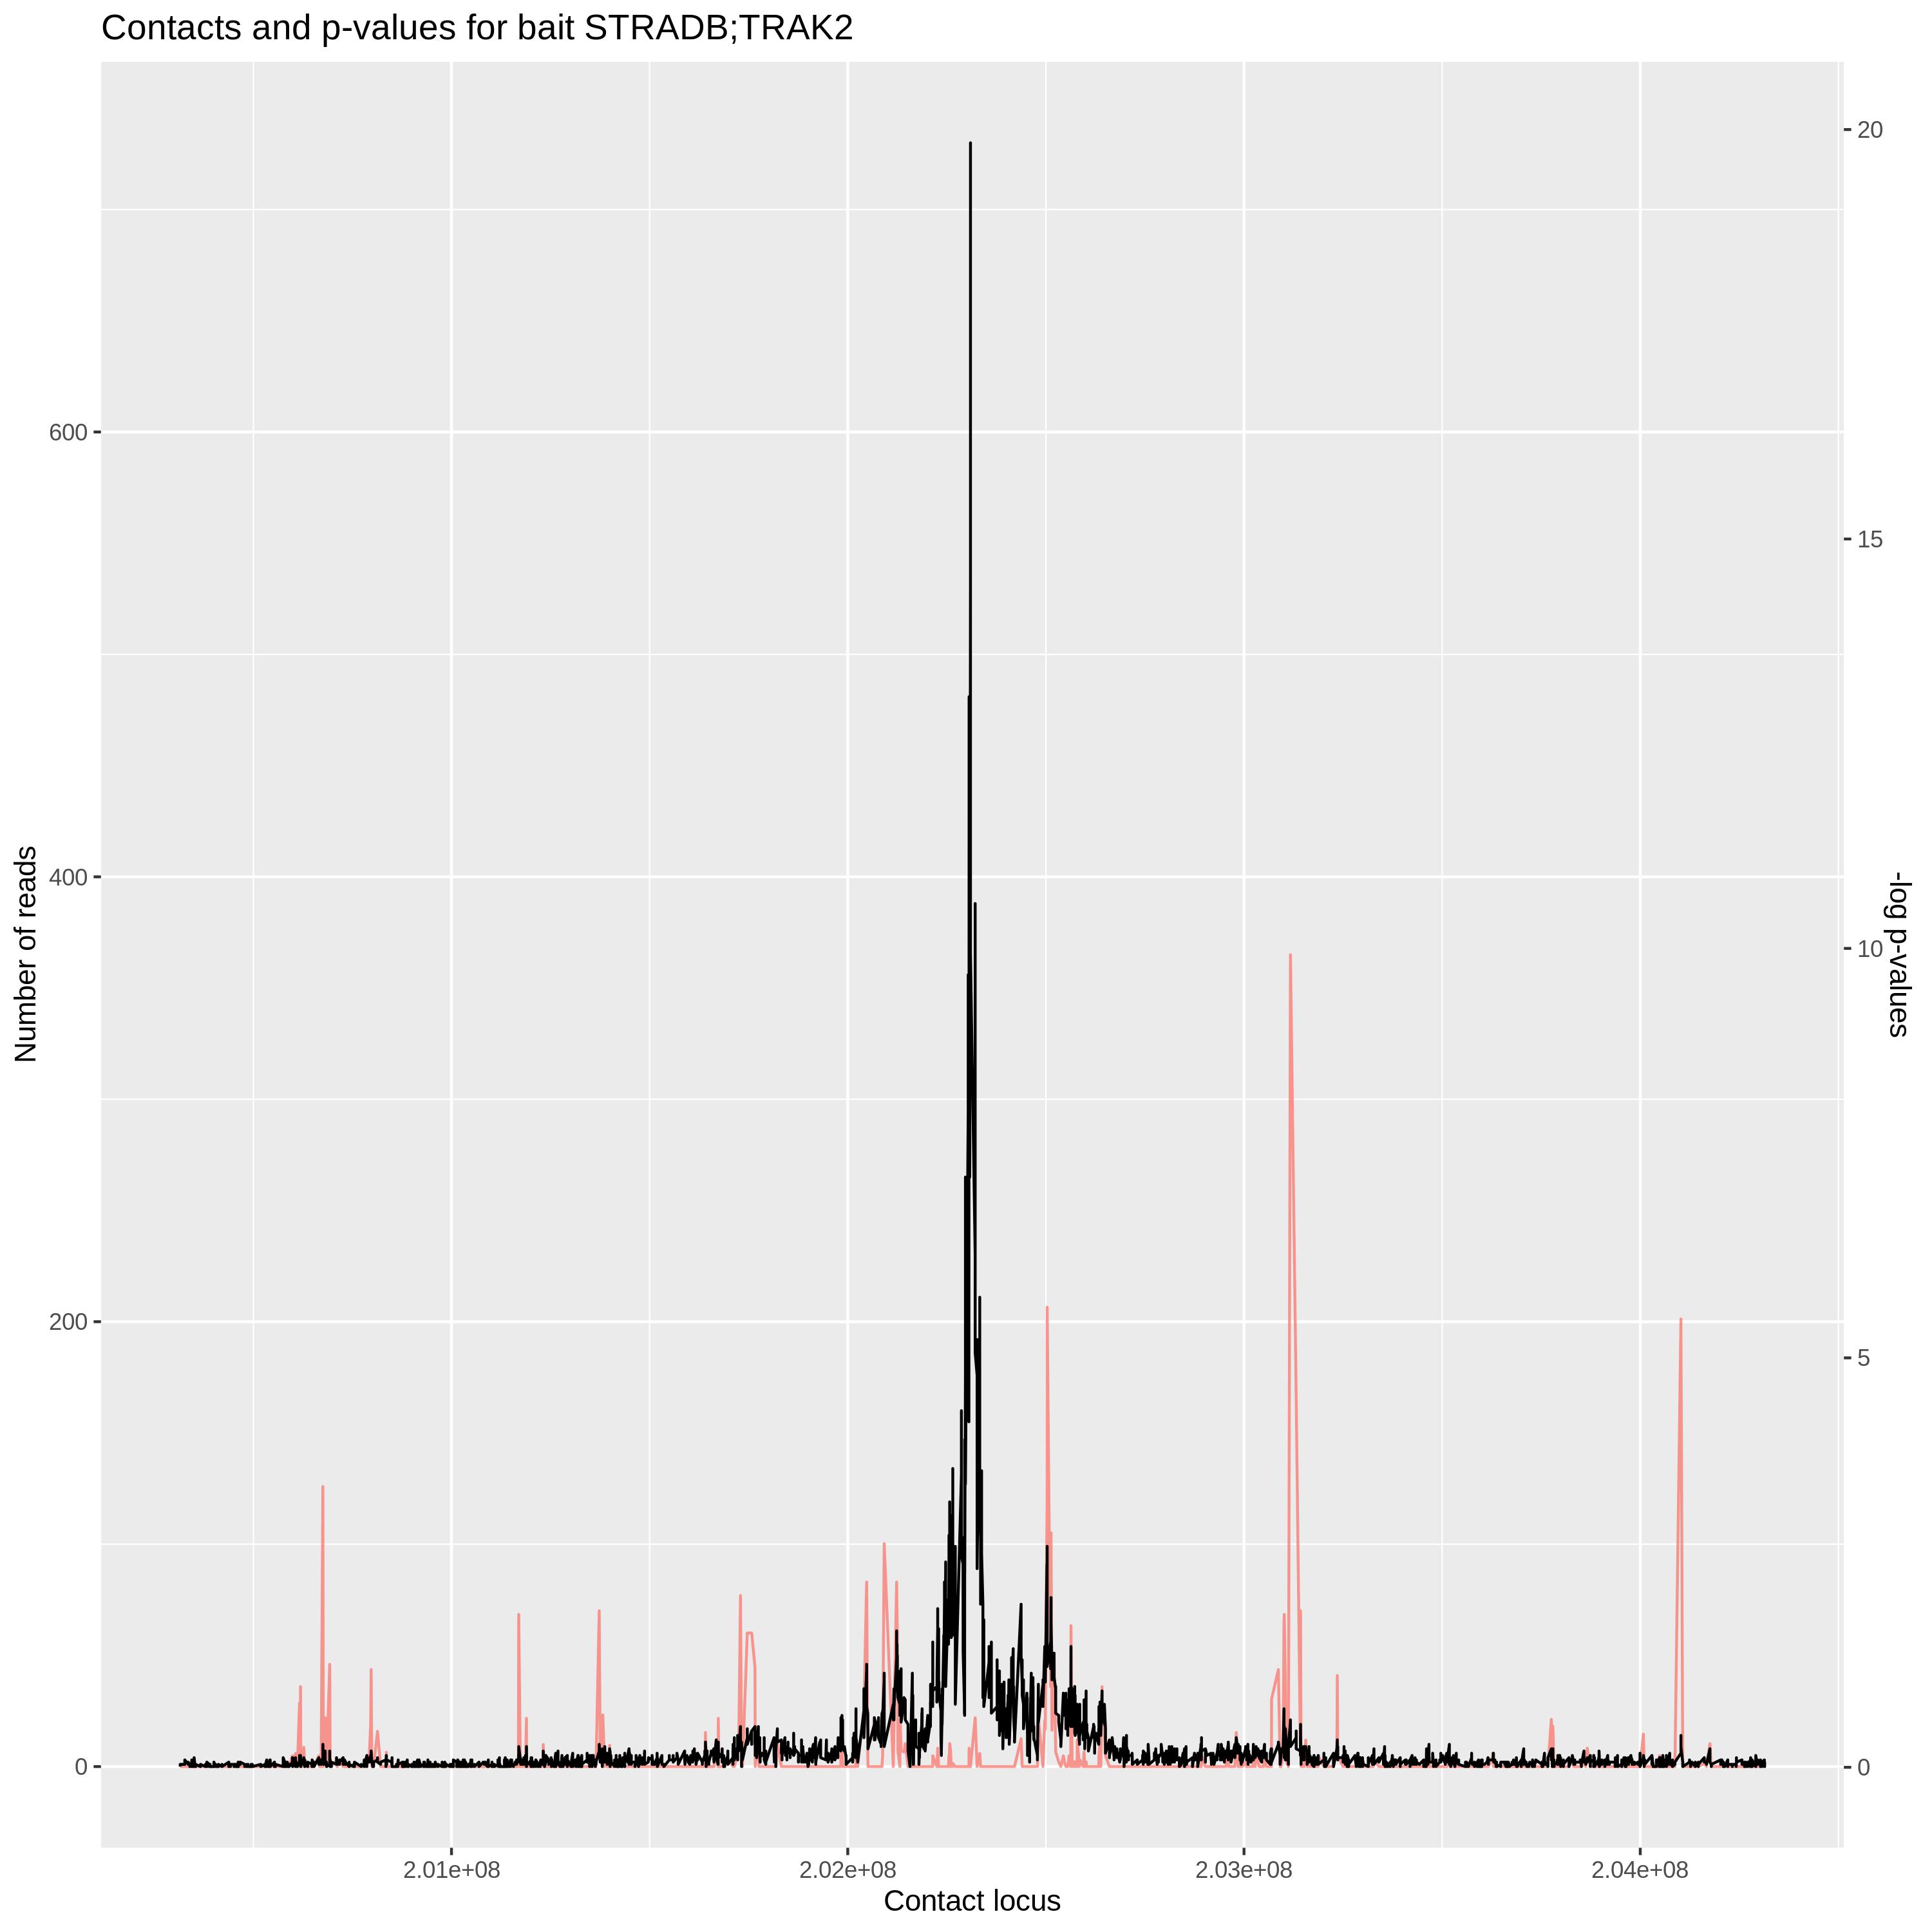 Contacts and p-values for bait STRADB;TRAK2
20
15
10
5
0
600
400
200
0
Number of reads
-log p-values
2.01e+08 2.02e+08 2.03e+08 2.04e+08
Contact locus